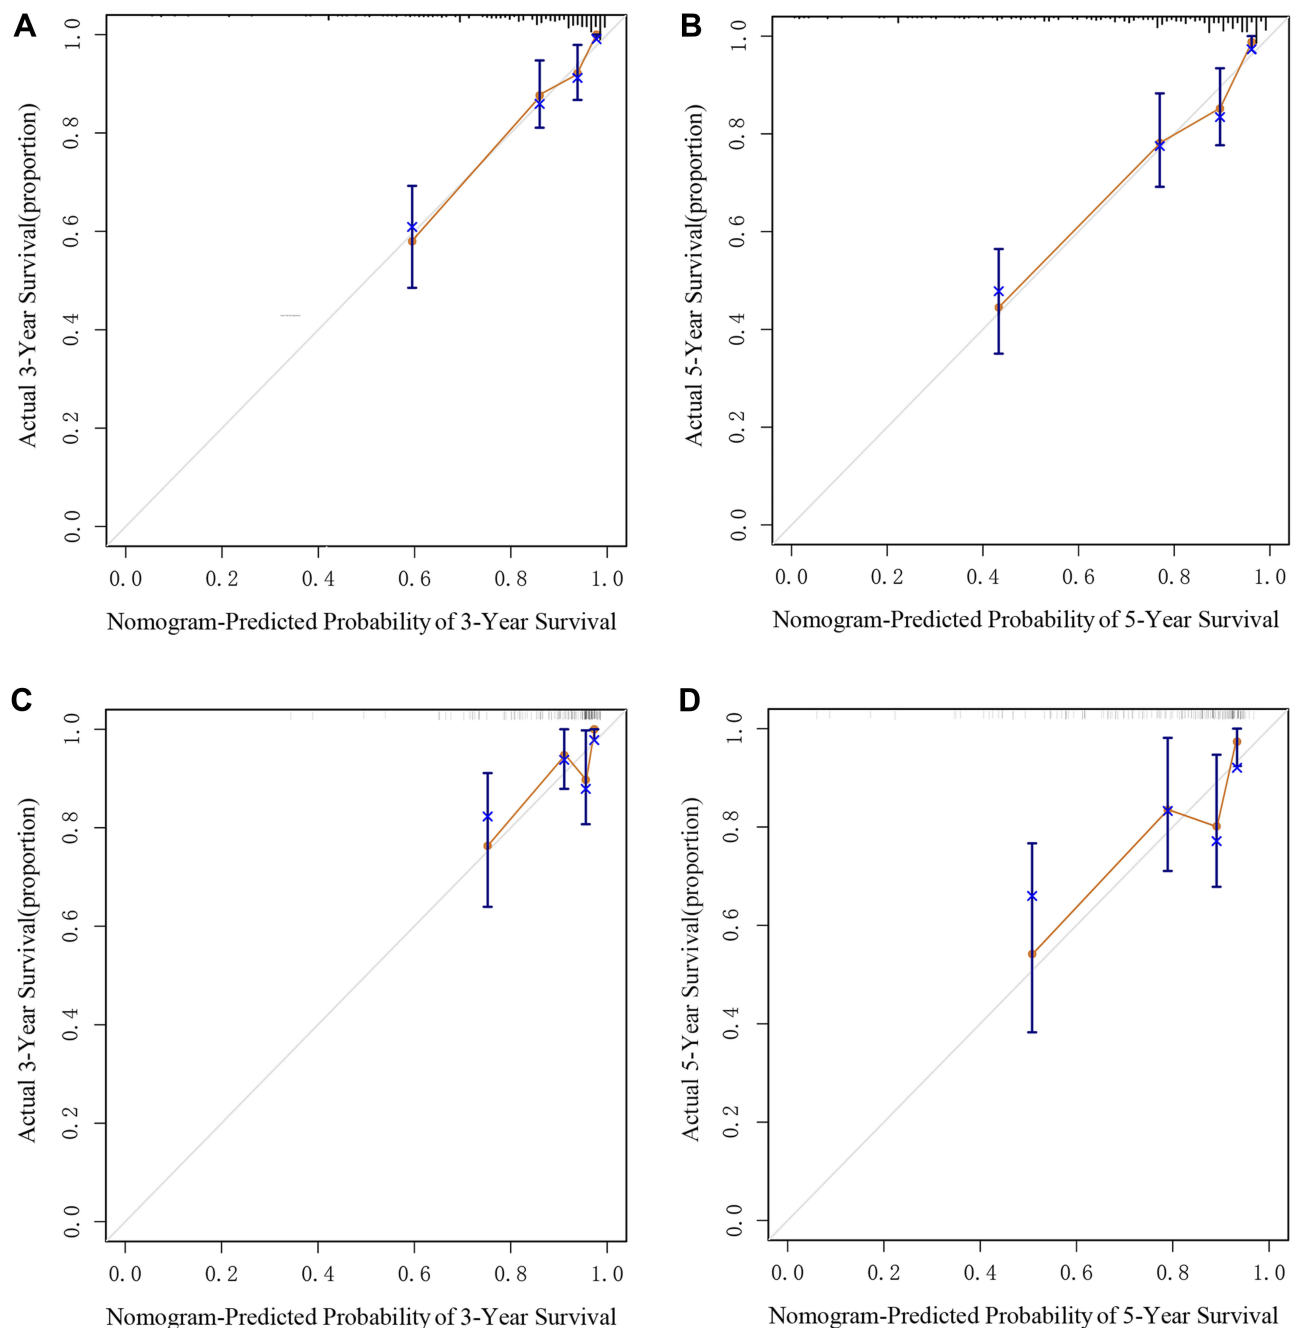 A
Actual 3-Year Survival(proportion)
1.0
0.8
0.6
0.4
0.2
0.0
0.0 0.2 0.4 0.6 0.8 1.0
Nomogram-Predicted Probability of 3-Year Survival
B
Actual 5-Year Survival(proportion)
1.0
0.8
0.6
0.4
0.2
0.0
0.0 0.2 0.4 0.6 0.8 1.0
Nomogram-Predicted Probability of 5-Year Survival
C
Actual 3-Year Survival(proportion)
1.0
0.8
0.6
0.4
0.2
0.0
0.0 0.2 0.4 0.6 0.8 1.0
Nomogram-Predicted Probability of 3-Year Survival
D
Actual 5-Year Survival(proportion)
1.0
0.8
0.6
0.4
0.2
0.0
0.0 0.2 0.4 0.6 0.8 1.0
Nomogram-Predicted Probability of 5-Year Survival